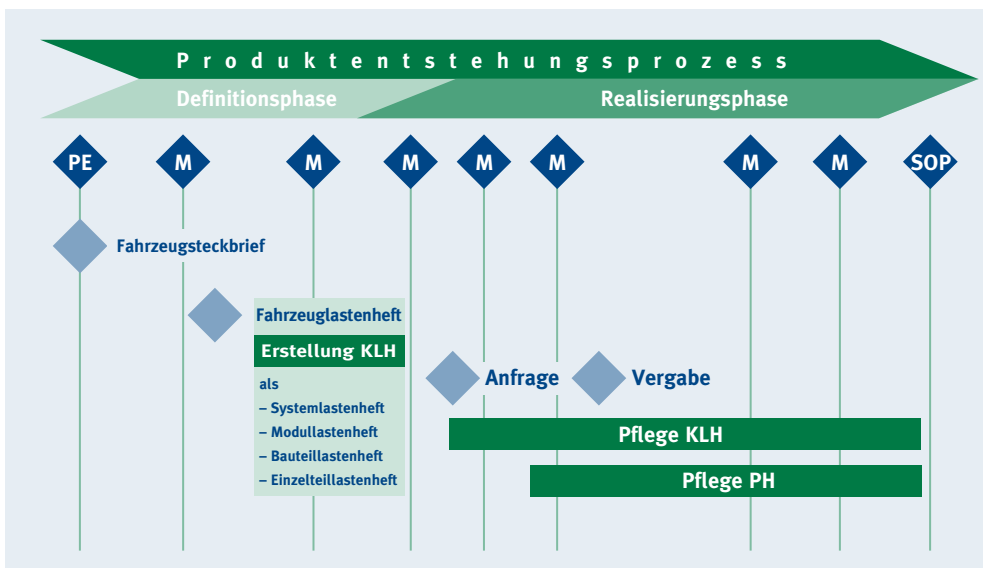 Produktentstehungsprozess
Definitionsphase Realisierungsphase
PE M M M M M M M SOP
Fahrzeugsteckbrief
Fahrzeuglastenheft
Erstellung KLH
als
– Systemlastenheft
– Modullastenheft
– Bauteillastenheft
– Einzelteillastenheft
Anfrage Vergabe
Pflege KLH
Pflege PH